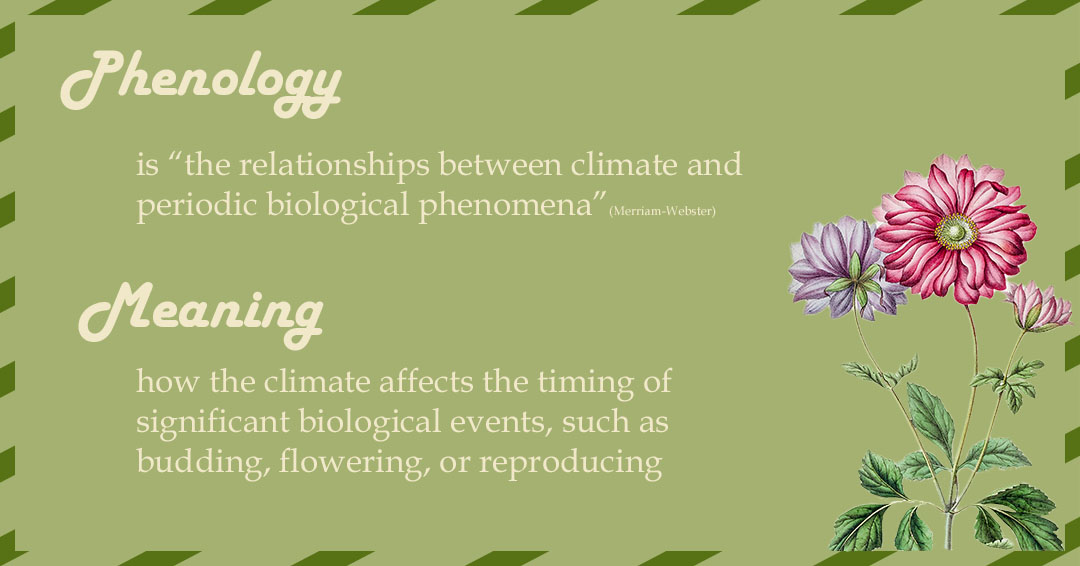 Phenology
is “the relationships between climate and
periodic biological phenomena” (Merriam-Webster)
Meaning
how the climate affects the timing of
significant biological events, such as
budding, flowering, or reproducing